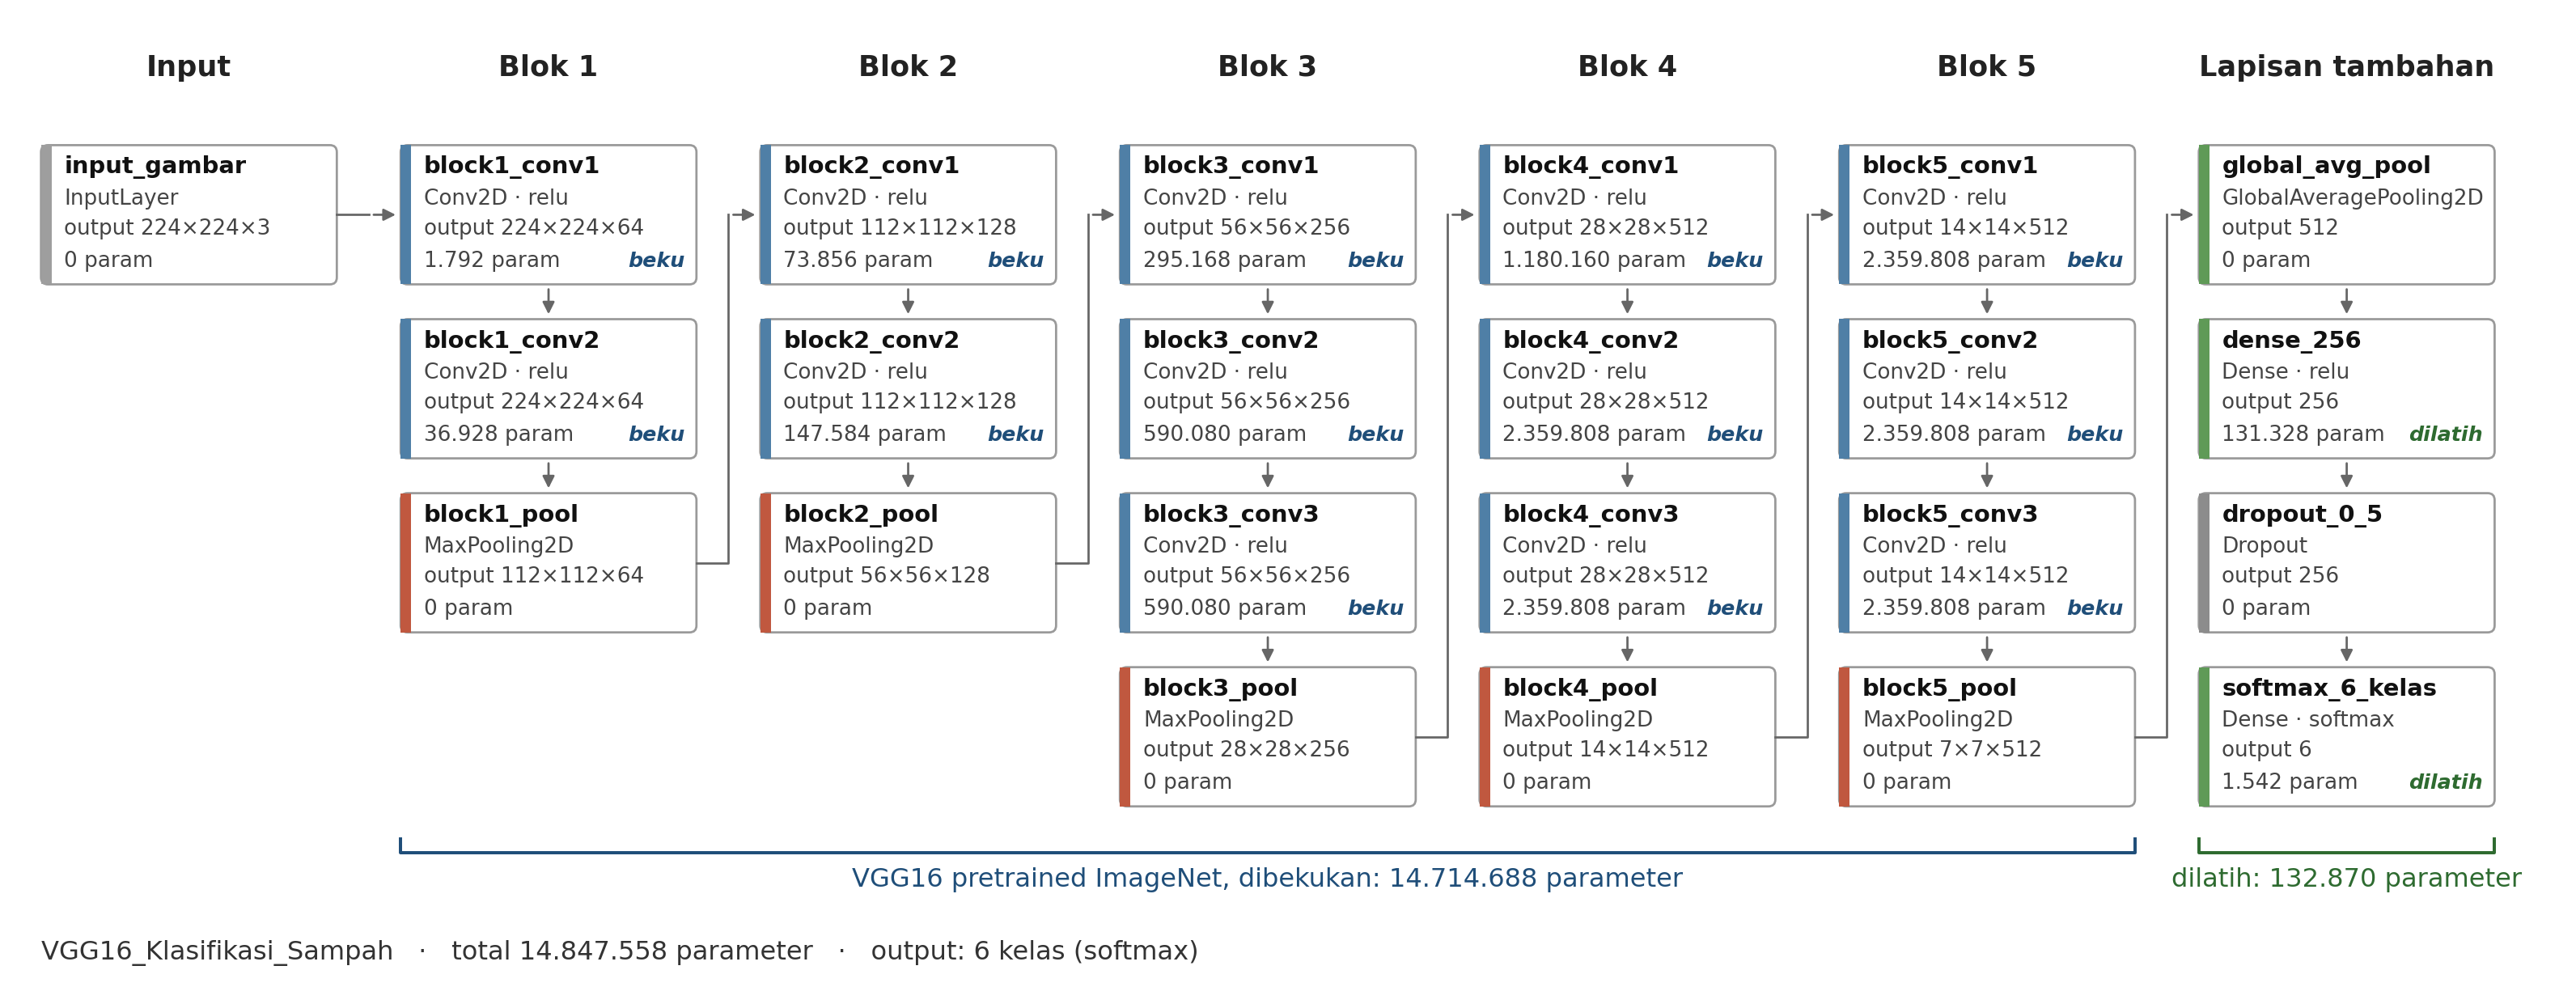 Input
input_gambar
InputLayer
output 224×224×3
0 param
Blok 1
block1_conv1
Conv2D · relu
output 224×224×64
1.792 param beku
block1_conv2
Conv2D · relu
output 224×224×64
36.928 param beku
block1_pool
MaxPooling2D
output 112×112×64
0 param
Blok 2
block2_conv1
Conv2D · relu
output 112×112×128
73.856 param beku
block2_conv2
Conv2D · relu
output 112×112×128
147.584 param beku
block2_pool
MaxPooling2D
output 56×56×128
0 param
Blok 3
block3_conv1
Conv2D · relu
output 56×56×256
295.168 param beku
block3_conv2
Conv2D · relu
output 56×56×256
590.080 param beku
block3_conv3
Conv2D · relu
output 56×56×256
590.080 param beku
block3_pool
MaxPooling2D
output 28×28×256
0 param
Blok 4
block4_conv1
Conv2D · relu
output 28×28×512
1.180.160 param beku
block4_conv2
Conv2D · relu
output 28×28×512
2.359.808 param beku
block4_conv3
Conv2D · relu
output 28×28×512
2.359.808 param beku
block4_pool
MaxPooling2D
output 14×14×512
0 param
Blok 5
block5_conv1
Conv2D · relu
output 14×14×512
2.359.808 param beku
block5_conv2
Conv2D · relu
output 14×14×512
2.359.808 param beku
block5_conv3
Conv2D · relu
output 14×14×512
2.359.808 param beku
block5_pool
MaxPooling2D
output 7×7×512
0 param
Lapisan tambahan
global_avg_pool
GlobalAveragePooling2D
output 512
0 param
dense_256
Dense · relu
output 256
131.328 param dilatih
dropout_0_5
Dropout
output 256
0 param
softmax_6_kelas
Dense · softmax
output 6
1.542 param dilatih
VGG16 pretrained ImageNet, dibekukan: 14.714.688 parameter
dilatih: 132.870 parameter
VGG16_Klasifikasi_Sampah · total 14.847.558 parameter · output: 6 kelas (softmax)